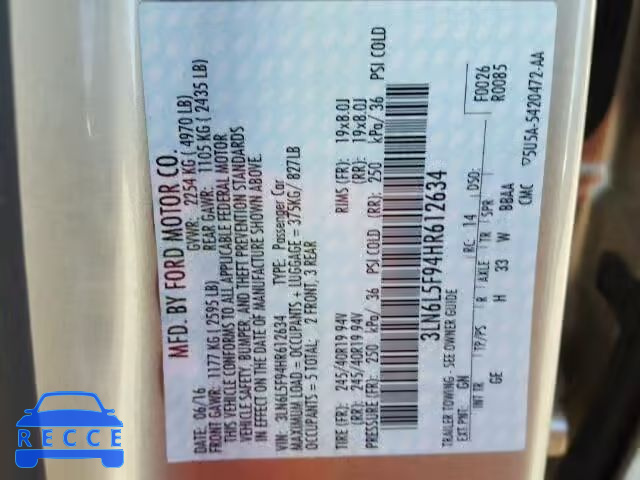 MFD. BY FORD MOTOR CO.
DATE: 06/16 GVWR: 2254 KG ( 4970 LB)
FRONT GAWR: 1177 KG ( 2595 LB) REAR GAWR: 1105 KG ( 2435 LB)
THIS VEHICLE CONFORMS TO ALL APPLICABLE FEDERAL MOTOR
VEHICLE SAFETY, BUMPER, AND THEFT PREVENTION STANDARDS
IN EFFECT ON THE DATE OF MANUFACTURE SHOWN ABOVE.
VIN: 3LN6L5F94HR612634 TYPE: Passenger Car
MAXIMUM LOAD = OCCUPANTS + LUGGAGE = 375KG/ 827LB
OCCUPANTS = 5 TOTAL: 2 FRONT, 3 REAR
TIRE (FR): 245/40R19 94V RIMS (FR): 19x8.0J
(RR): 245/40R19 94V (RR): 19x8.0J
PRESSURE (FR): 250 kPa/ 36 PSI COLD (RR): 250 kPa/ 36 PSI COLD
3LN6L5F94HR612634
TRAILER TOWING - SEE OWNER GUIDE F0026
EXT PNT: GN RC: 14 DSO: R0085
INT TR TP/PS R AXLE TR SPR
GE H 33 W BBAA
CMC 5U5A-5420472-AA
RECCE